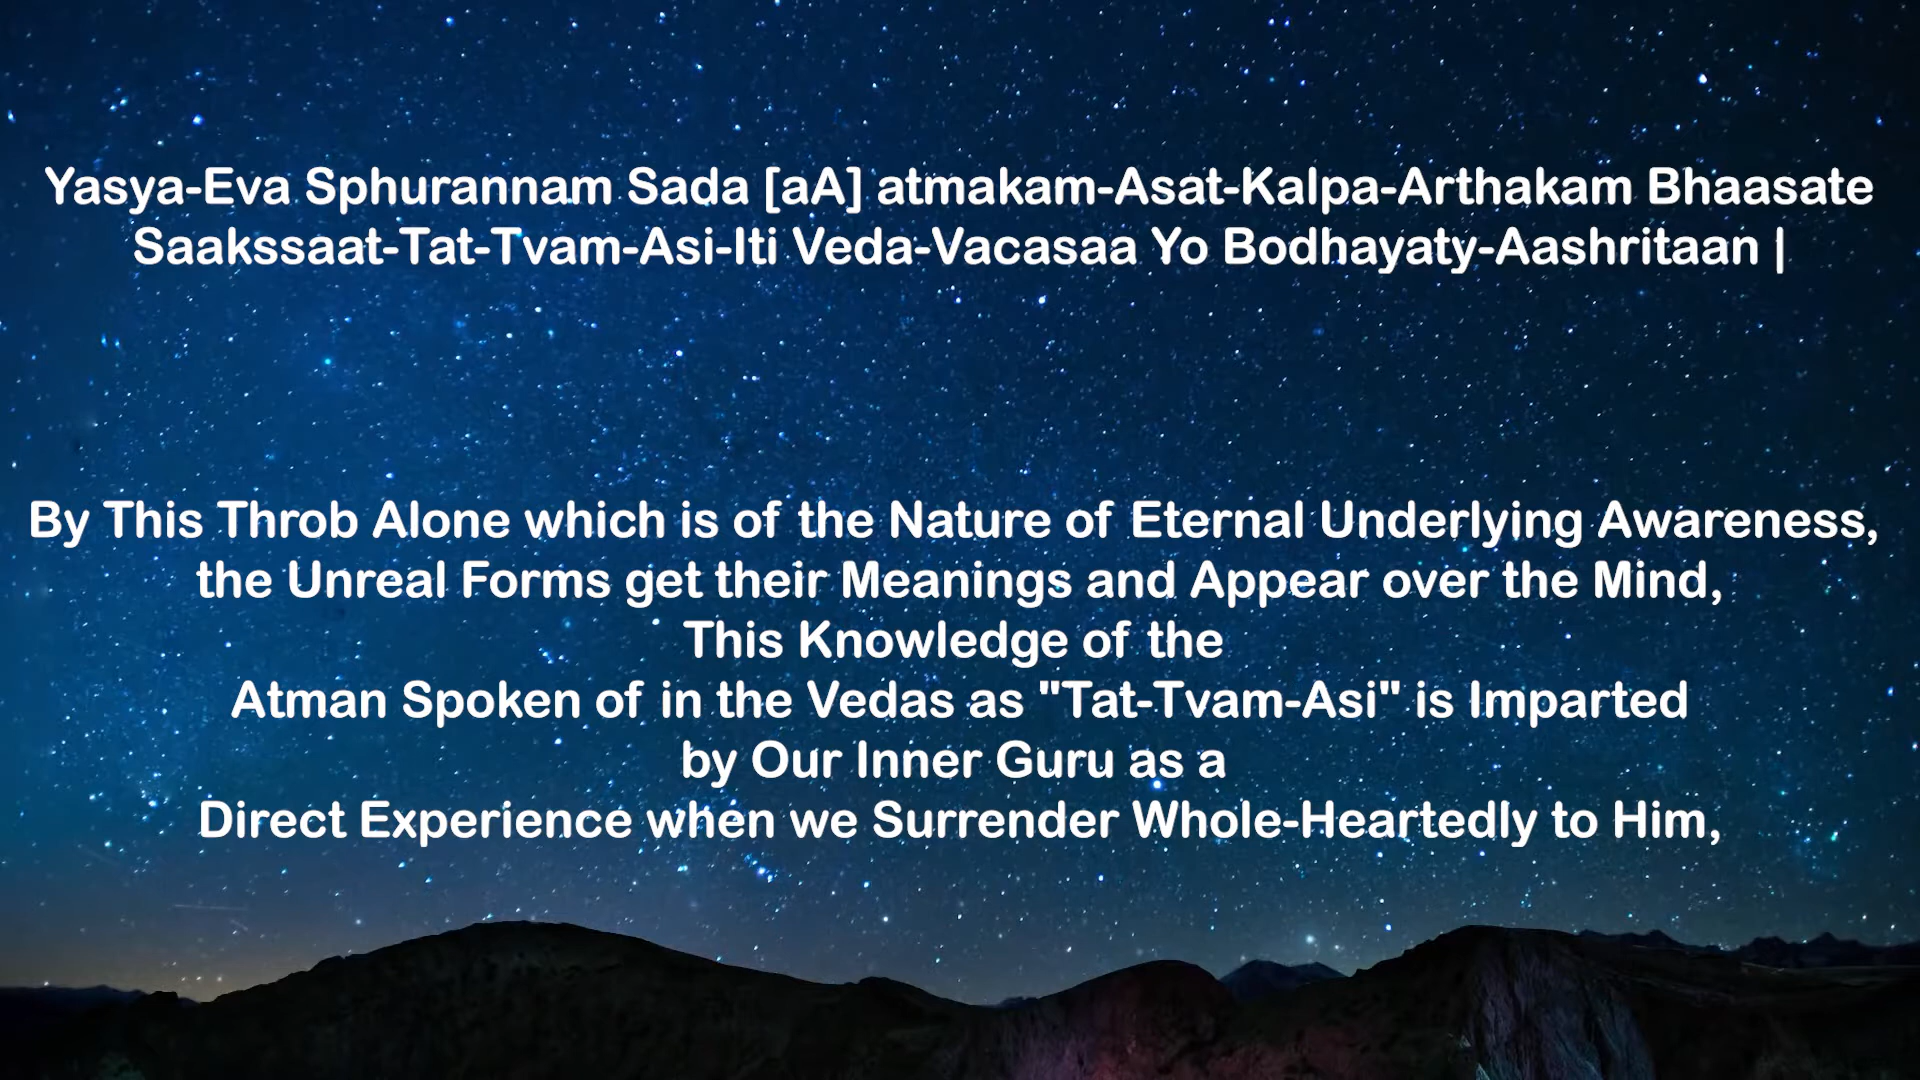 Yasya-Eva Sphurannam Sada [aA] atmakam-Asat-Kalpa-Arthakam Bhaasate
Saakssaat-Tat-Tvam-Asi-Iti Veda-Vacasaa Yo Bodhayaty-Aashritaan |
By This Throb Alone which is of the Nature of Eternal Underlying Awareness,
the Unreal Forms get their Meanings and Appear over the Mind,
This Knowledge of the
Atman Spoken of in the Vedas as "Tat-Tvam-Asi" is Imparted
by Our Inner Guru as a
Direct Experience when we Surrender Whole-Heartedly to Him,